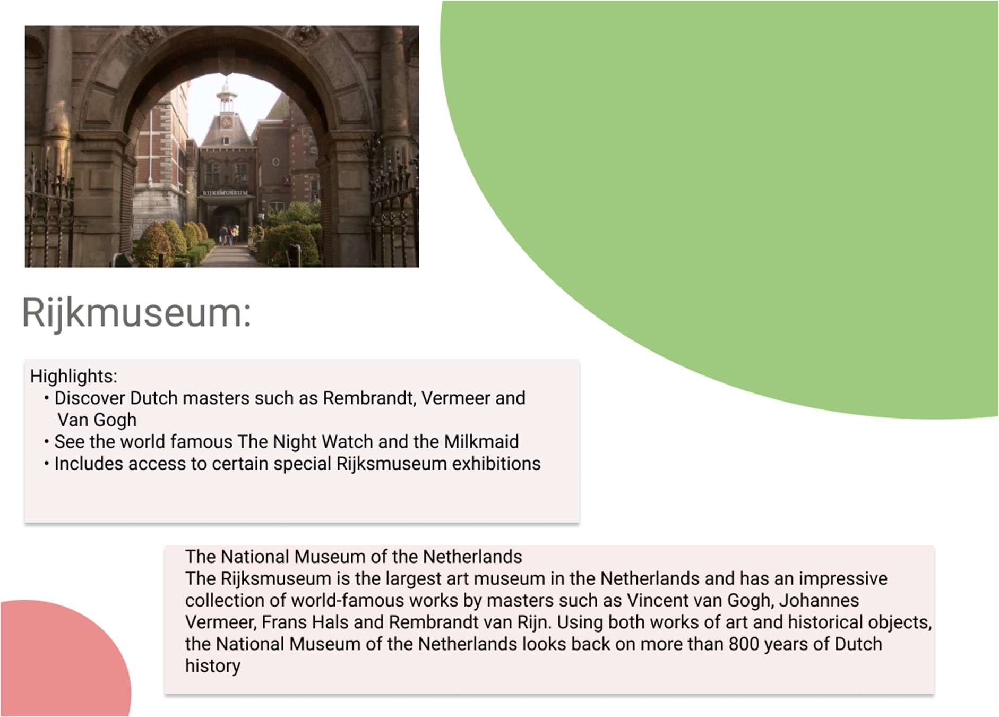 RIJKSMUSEUM
Rijkmuseum:
Highlights:
• Discover Dutch masters such as Rembrandt, Vermeer and
Van Gogh
• See the world famous The Night Watch and the Milkmaid
• Includes access to certain special Rijksmuseum exhibitions
The National Museum of the Netherlands
The Rijksmuseum is the largest art museum in the Netherlands and has an impressive
collection of world-famous works by masters such as Vincent van Gogh, Johannes
Vermeer, Frans Hals and Rembrandt van Rijn. Using both works of art and historical objects,
the National Museum of the Netherlands looks back on more than 800 years of Dutch
history